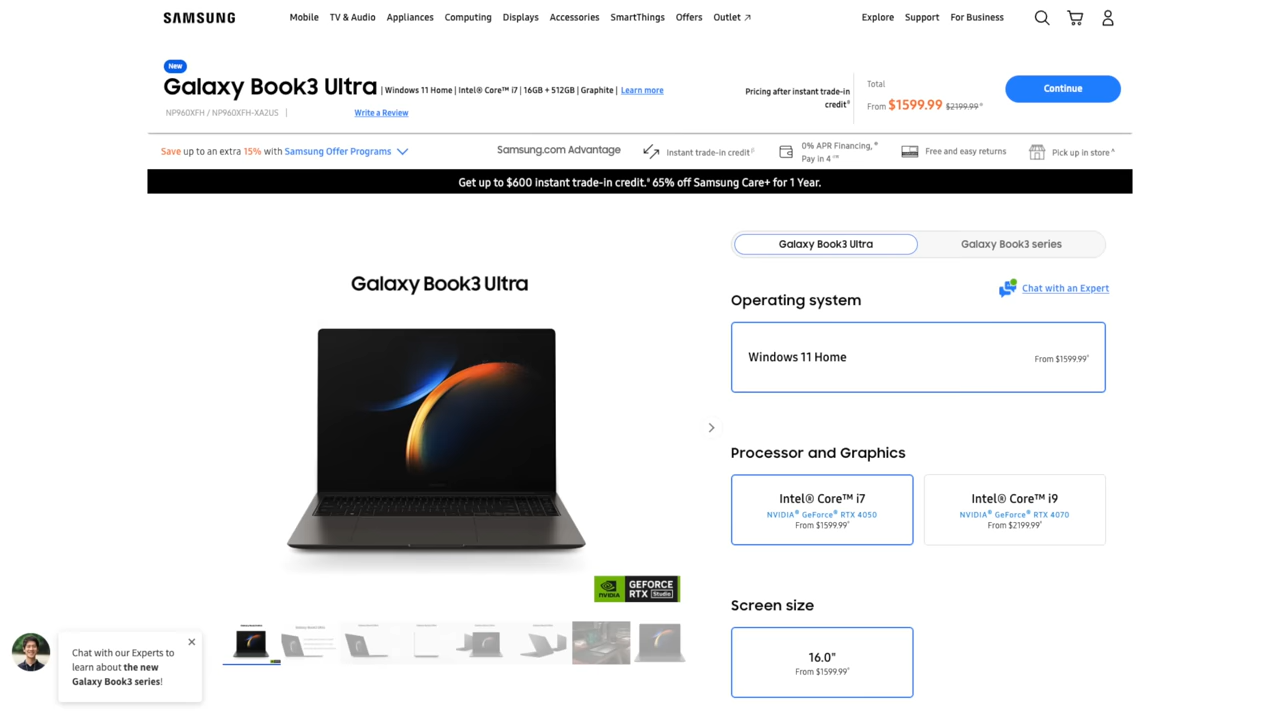 SAMSUNG
Mobile TV & Audio Appliances Computing Displays Accessories SmartThings Offers Outlet ↗ Explore Support For Business
New
Galaxy Book3 Ultra | Windows 11 Home | Intel® Core™ i7 | 16GB + 512GB | Graphite | Learn more
NP960XFH / NP960XFH-XA2US | Write a Review
Pricing after instant trade-in
credit
Total
From $1599.99 $2199.99
Continue
Save up to an extra 15% with Samsung Offer Programs
Samsung.com Advantage
Instant trade-in credit
0% APR Financing,*
Pay in 4
Free and easy returns
Pick up in store^
Get up to $600 instant trade-in credit. 65% off Samsung Care+ for 1 Year.
Galaxy Book3 Ultra
Galaxy Book3 series
Chat with an Expert
Galaxy Book3 Ultra
Operating system
Windows 11 Home From $1599.99
Processor and Graphics
Intel® Core™ i7
NVIDIA® GeForce® RTX 4050
From $1599.99
Intel® Core™ i9
NVIDIA® GeForce® RTX 4070
From $2199.99
NVIDIA
GEFORCE
RTX Studio
Screen size
16.0"
From $1599.99
Chat with our Experts to
learn about the new
Galaxy Book3 series!